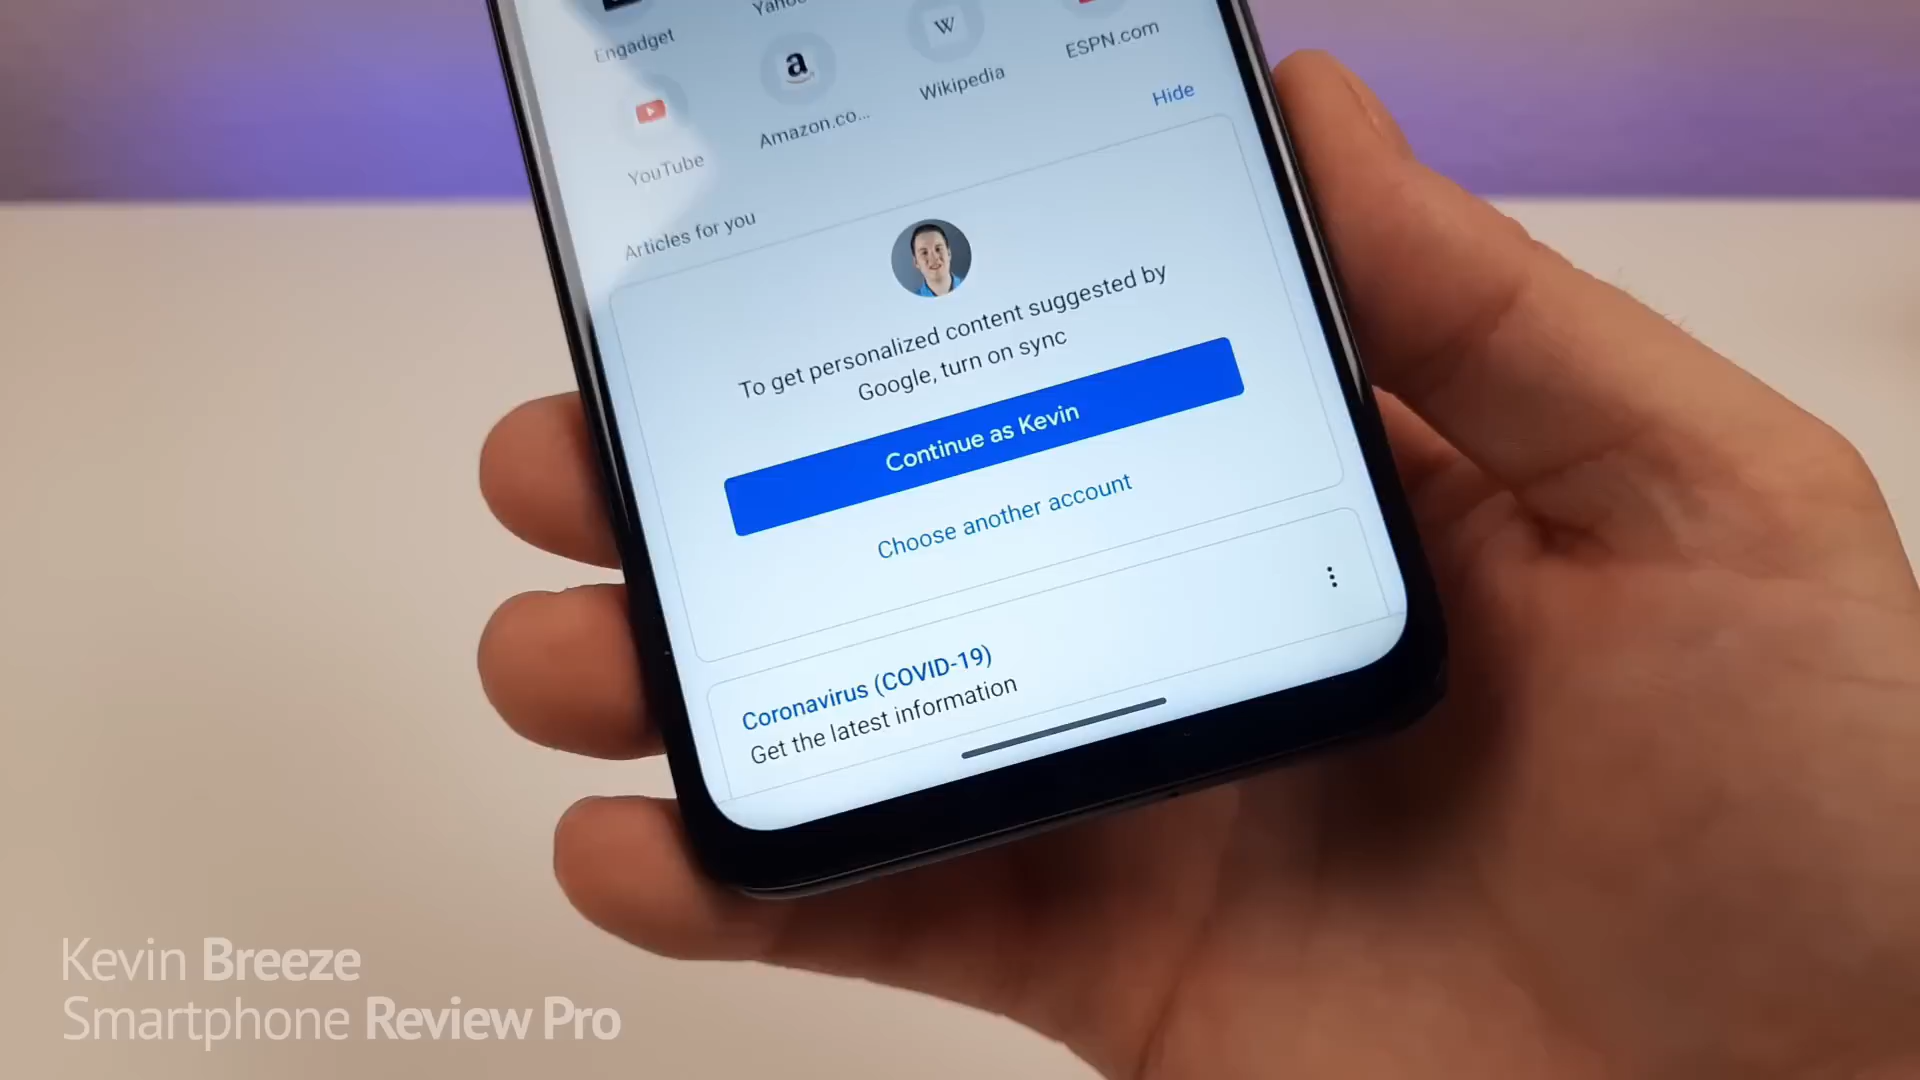 Engadget
Yahoo
YouTube
Amazon.co...
Wikipedia
ESPN.com
a
W
Hide
Articles for you
To get personalized content suggested by
Google, turn on sync
Continue as Kevin
Choose another account
Coronavirus (COVID-19)
Get the latest information
Kevin Breeze
Smartphone Review Pro